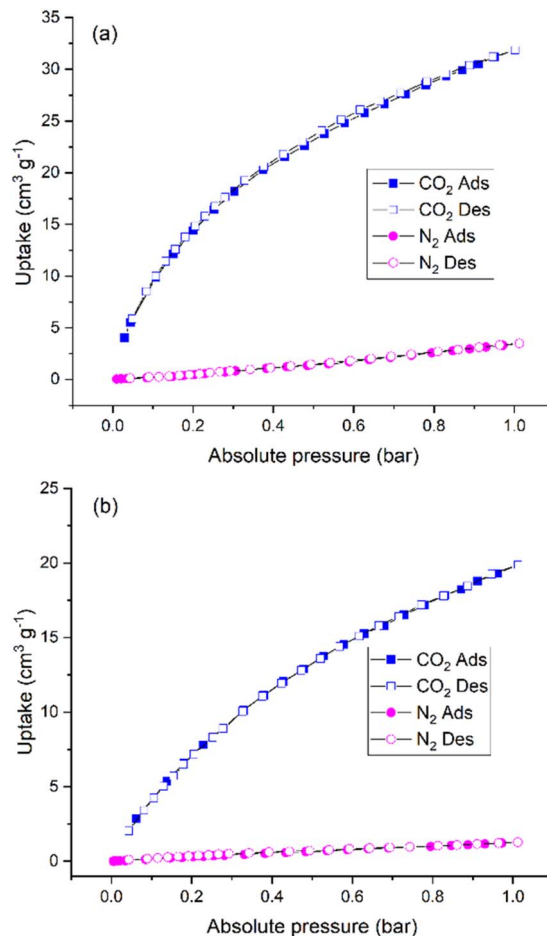 (a)
35
30
25
20
15
10
5
0
Uptake (cm³ g⁻¹)
CO₂ Ads
CO₂ Des
N₂ Ads
N₂ Des
0.0 0.2 0.4 0.6 0.8 1.0
Absolute pressure (bar)
(b)
25
20
15
10
5
0
Uptake (cm³ g⁻¹)
CO₂ Ads
CO₂ Des
N₂ Ads
N₂ Des
0.0 0.2 0.4 0.6 0.8 1.0
Absolute pressure (bar)